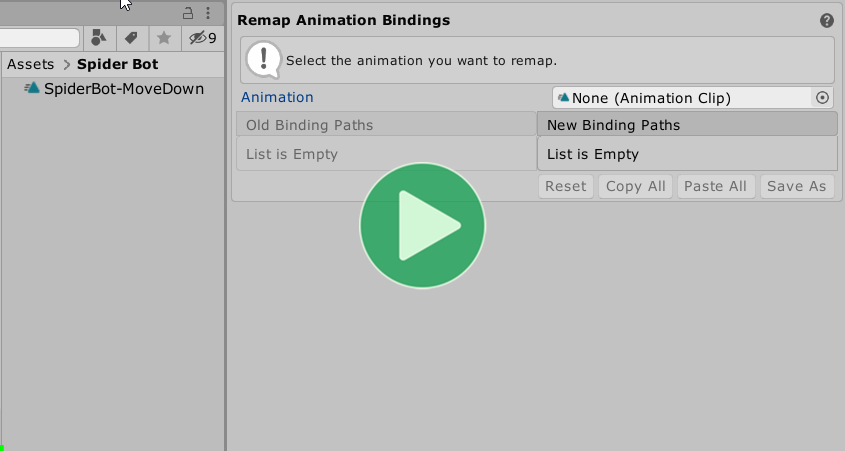 9
Assets > Spider Bot
SpiderBot-MoveDown
Remap Animation Bindings
Select the animation you want to remap.
Animation
None (Animation Clip)
Old Binding Paths
New Binding Paths
List is Empty
List is Empty
Reset
Copy All
Paste All
Save As